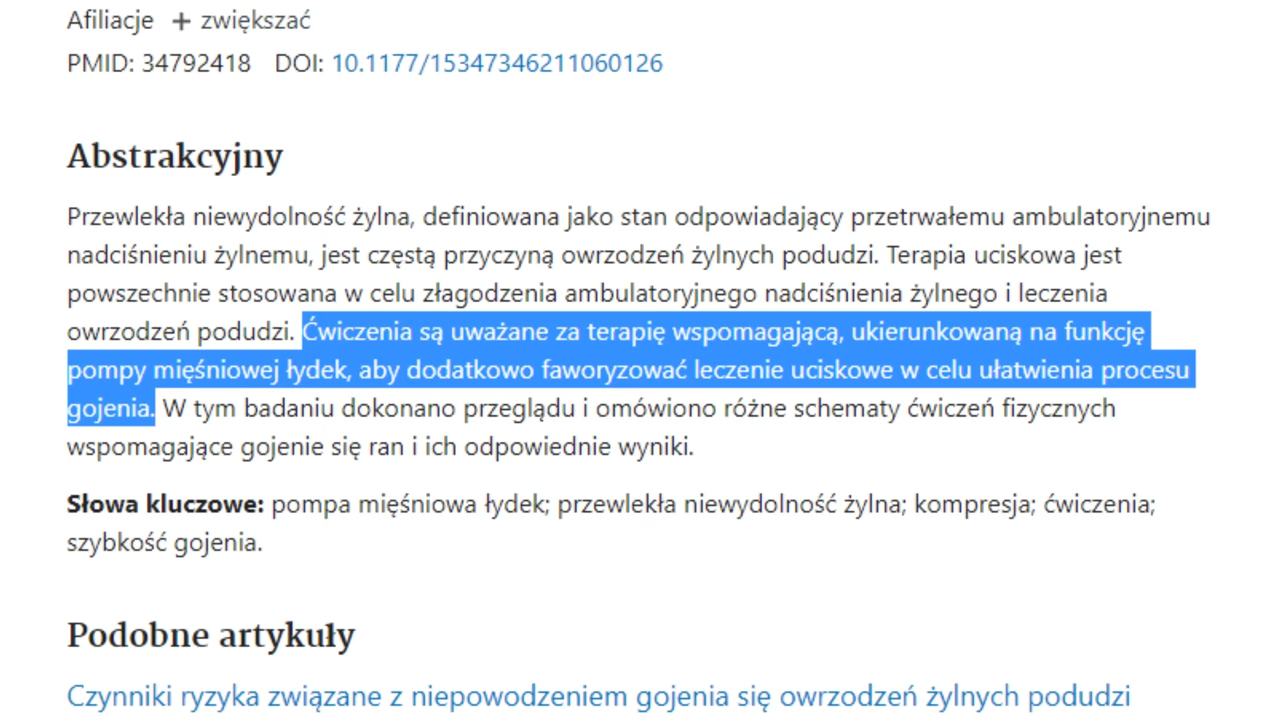 Afiliacje + zwiększać
PMID: 34792418 DOI: 10.1177/15347346211060126
Abstrakcyjny
Przewlekła niewydolność żylna, definiowana jako stan odpowiadający przetrwałemu ambulatoryjnemu
nadciśnieniu żylnemu, jest częstą przyczyną owrzodzeń żylnych podudzi. Terapia uciskowa jest
powszechnie stosowana w celu złagodzenia ambulatoryjnego nadciśnienia żylnego i leczenia
owrzodzeń podudzi. Ćwiczenia są uważane za terapię wspomagającą, ukierunkowaną na funkcję
pompy mięśniowej łydek, aby dodatkowo faworyzować leczenie uciskowe w celu ułatwienia procesu
gojenia. W tym badaniu dokonano przeglądu i omówiono różne schematy ćwiczeń fizycznych
wspomagające gojenie się ran i ich odpowiednie wyniki.
Słowa kluczowe: pompa mięśniowa łydek; przewlekła niewydolność żylna; kompresja; ćwiczenia;
szybkość gojenia.
Podobne artykuły
Czynniki ryzyka związane z niepowodzeniem gojenia się owrzodzeń żylnych podudzi